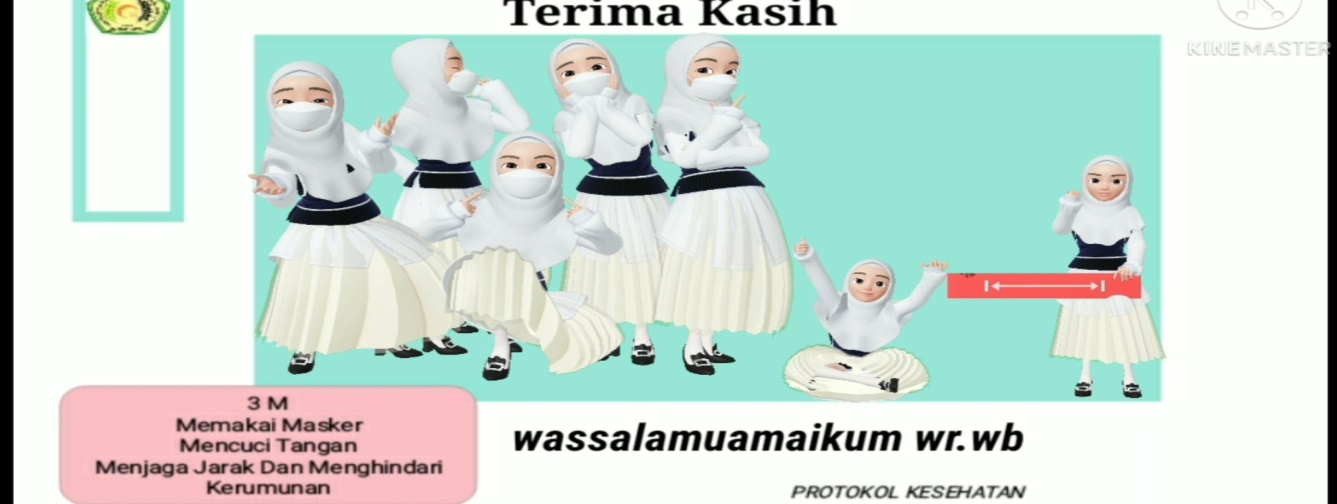 Terima Kasih
KINEMASTER
3 M
Memakai Masker
Mencuci Tangan
Menjaga Jarak Dan Menghindari
Kerumunan
wassalamuamaikum wr.wb
PROTOKOL KESEHATAN